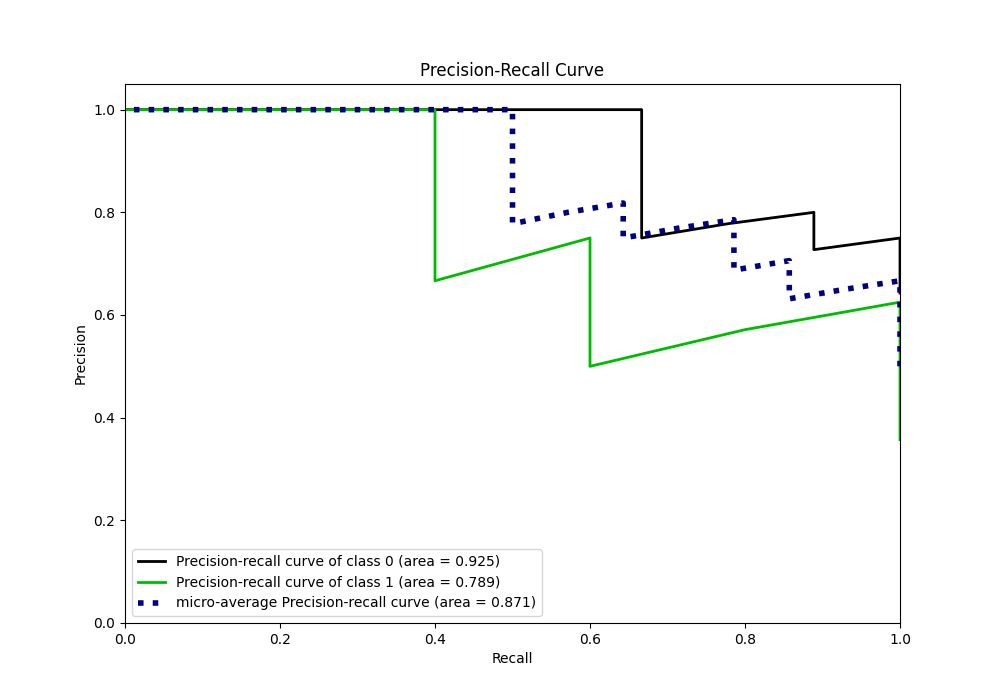 Precision-Recall Curve
1.0
0.8
0.6
0.4
0.2
0.0
Precision
Precision-recall curve of class 0 (area = 0.925)
Precision-recall curve of class 1 (area = 0.789)
micro-average Precision-recall curve (area = 0.871)
0.0 0.2 0.4 0.6 0.8 1.0
Recall